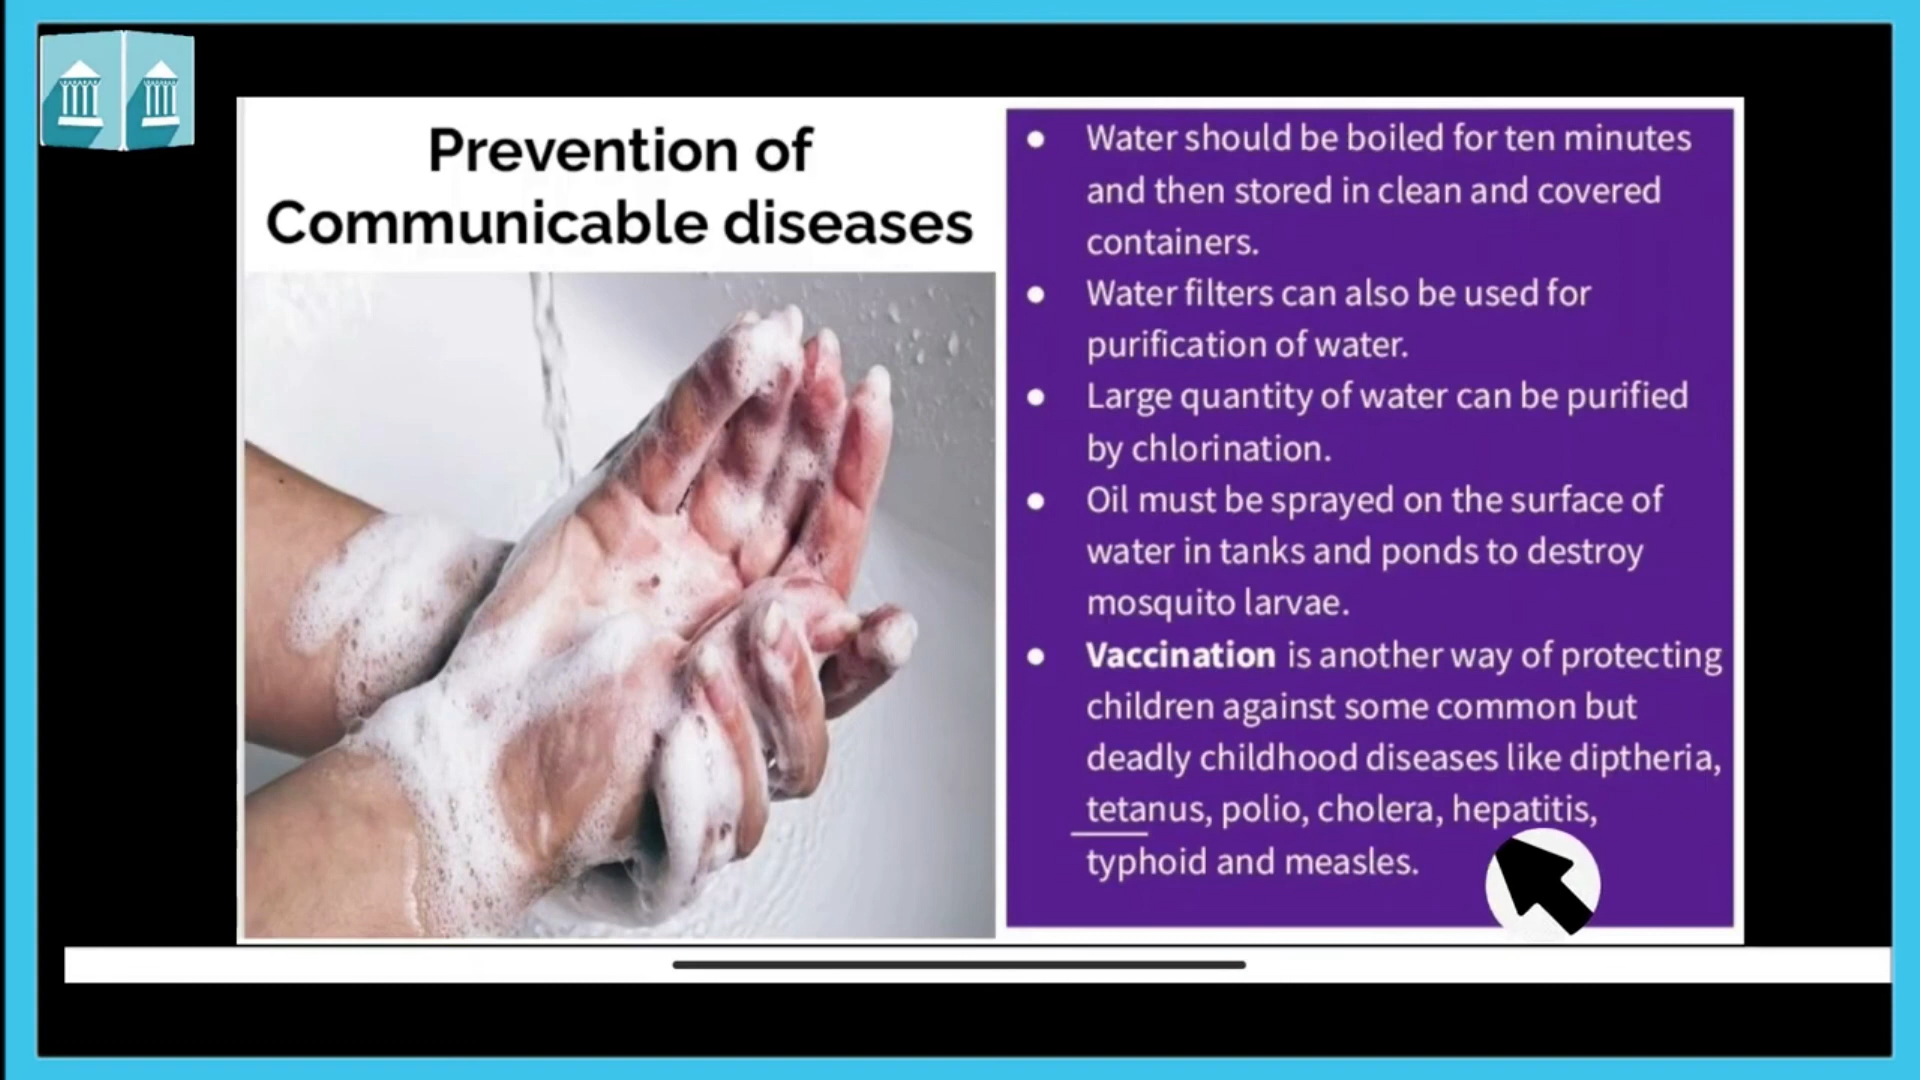 Prevention of
Communicable diseases
● Water should be boiled for ten minutes
and then stored in clean and covered
containers.
● Water filters can also be used for
purification of water.
● Large quantity of water can be purified
by chlorination.
● Oil must be sprayed on the surface of
water in tanks and ponds to destroy
mosquito larvae.
● Vaccination is another way of protecting
children against some common but
deadly childhood diseases like diptheria,
tetanus, polio, cholera, hepatitis,
typhoid and measles.